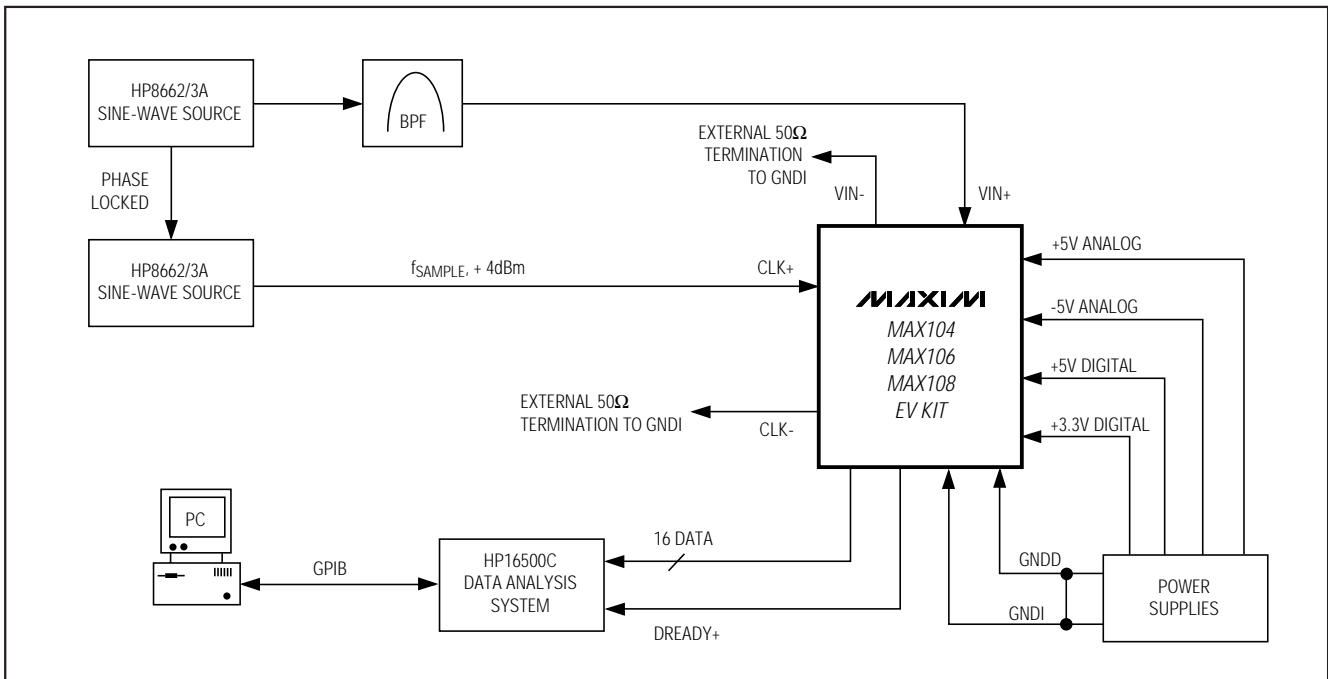 HP8662/3A
SINE-WAVE SOURCE
BPF
PHASE
LOCKED
HP8662/3A
SINE-WAVE SOURCE
fSAMPLE, + 4dBm
CLK+
EXTERNAL 50Ω
TERMINATION
TO GNDI
VIN-
VIN+
MAXIM
MAX104
MAX106
MAX108
EV KIT
+5V ANALOG
-5V ANALOG
+5V DIGITAL
+3.3V DIGITAL
EXTERNAL 50Ω
TERMINATION TO GNDI
CLK-
PC
GPIB
HP16500C
DATA ANALYSIS
SYSTEM
16 DATA
DREADY+
GNDD
GNDI
POWER
SUPPLIES